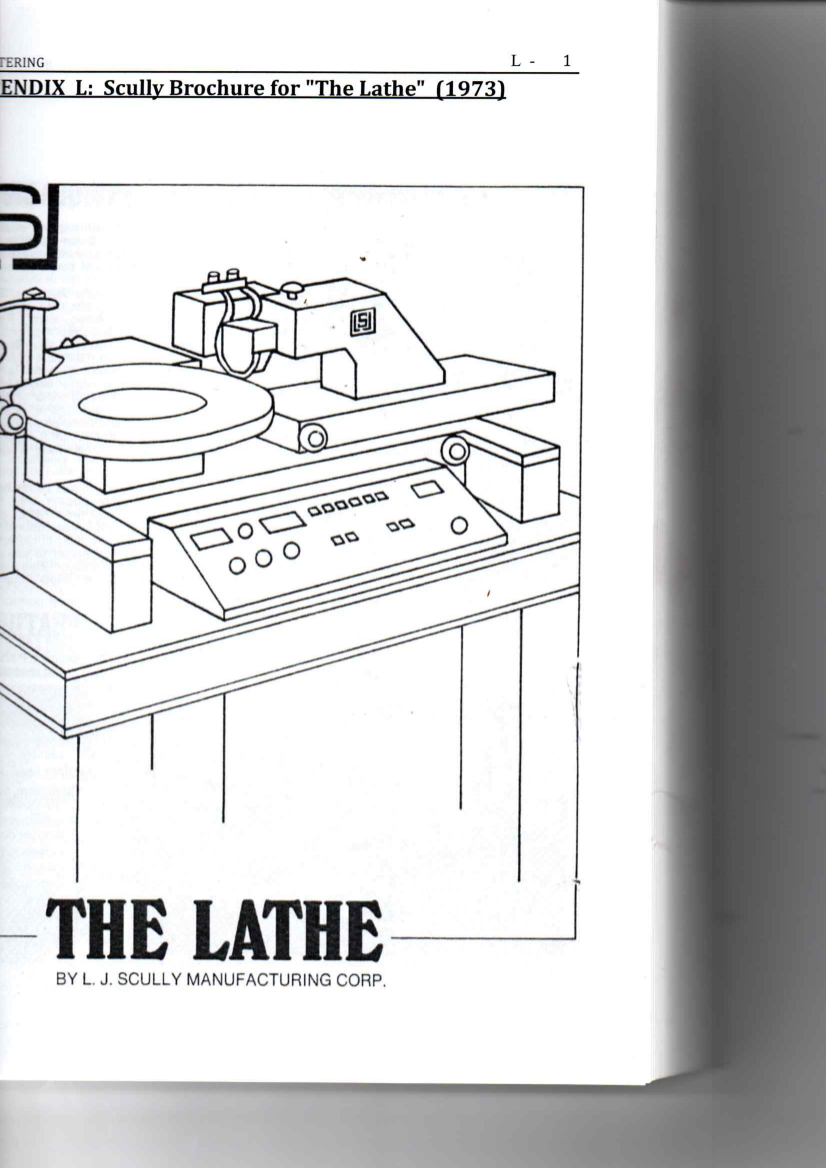 TERING L - 1
ENDIX L: Scully Brochure for "The Lathe" (1973)
THE LATHE
BY L. J. SCULLY MANUFACTURING CORP.